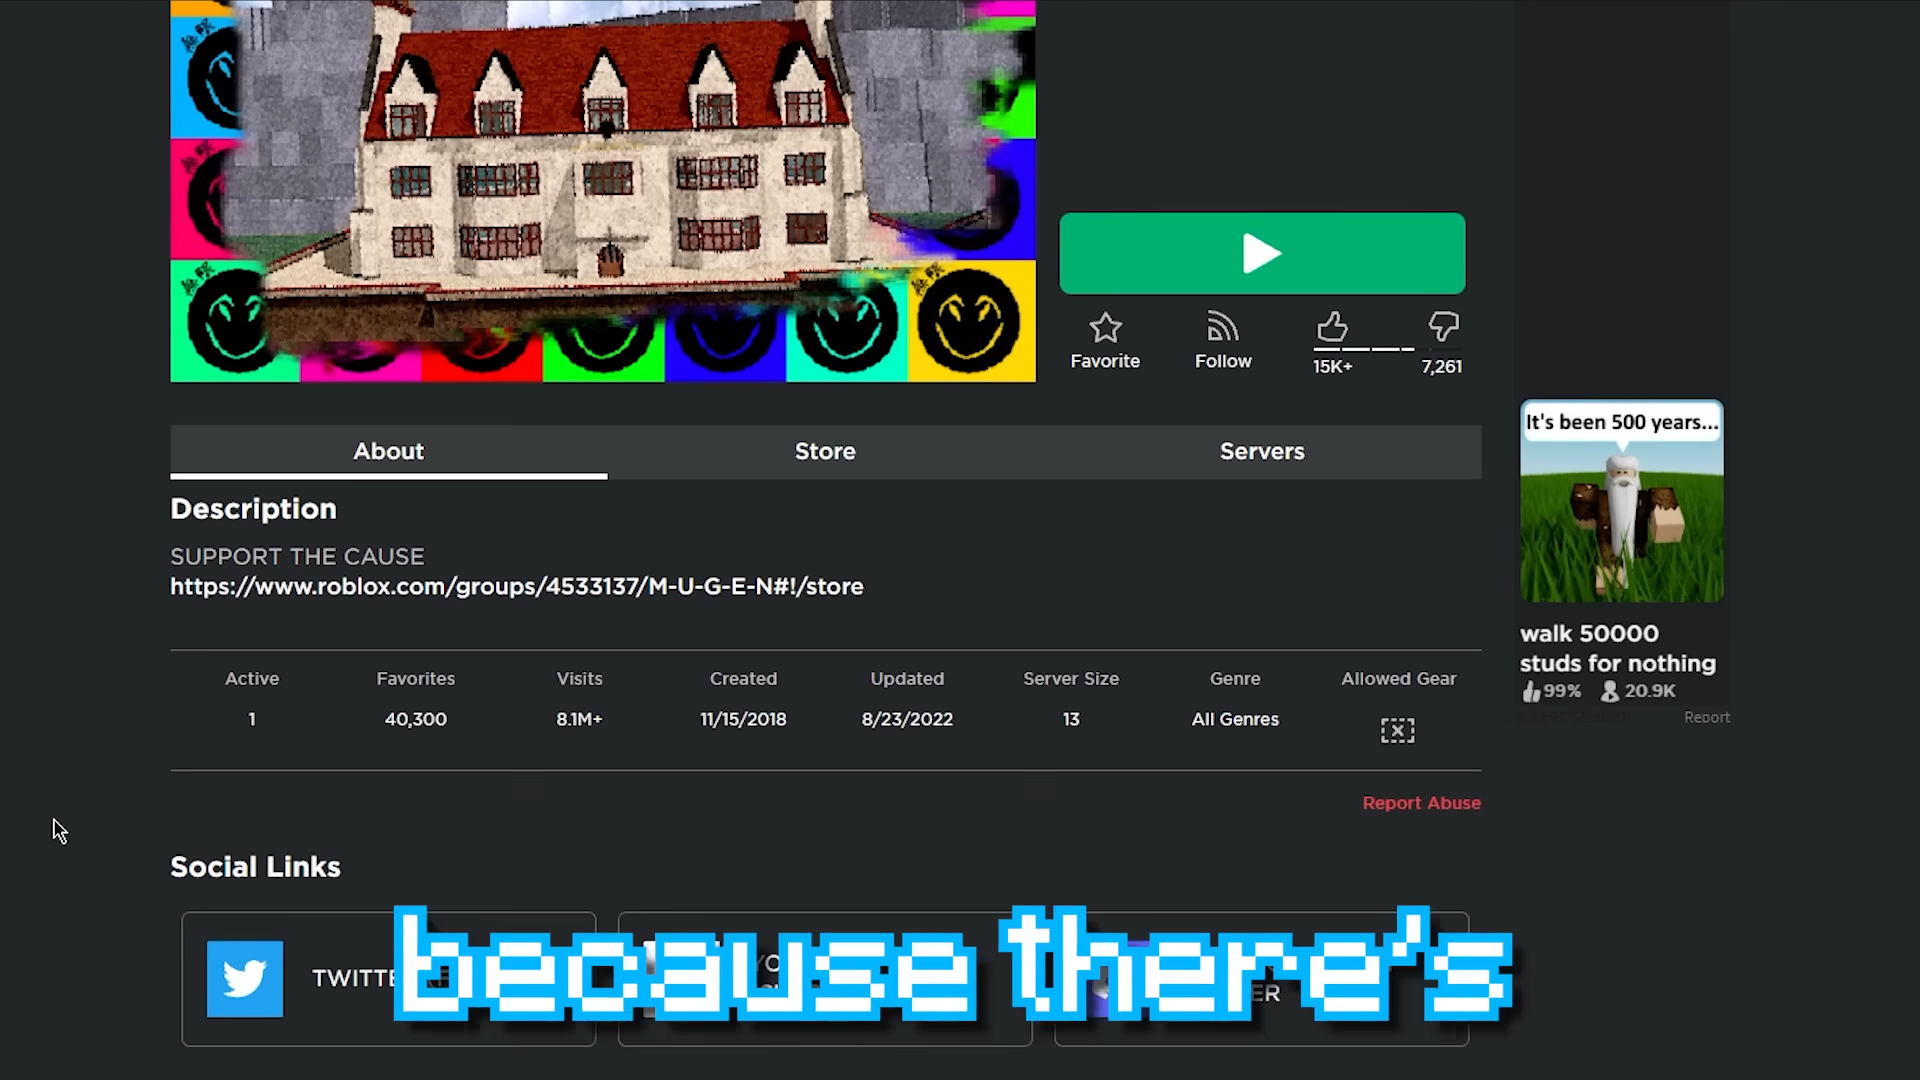 Favorite
Follow
15K+
7,261
About
Store
Servers
It's been 500 years...
Description
SUPPORT THE CAUSE
https://www.roblox.com/groups/4533137/M-U-G-E-N#!/store
walk 50000
studs for nothing
99% 20.9K
Report
Active Favorites Visits Created Updated Server Size Genre Allowed Gear
1 40,300 8.1M+ 11/15/2018 8/23/2022 13 All Genres
Report Abuse
Social Links
because there's